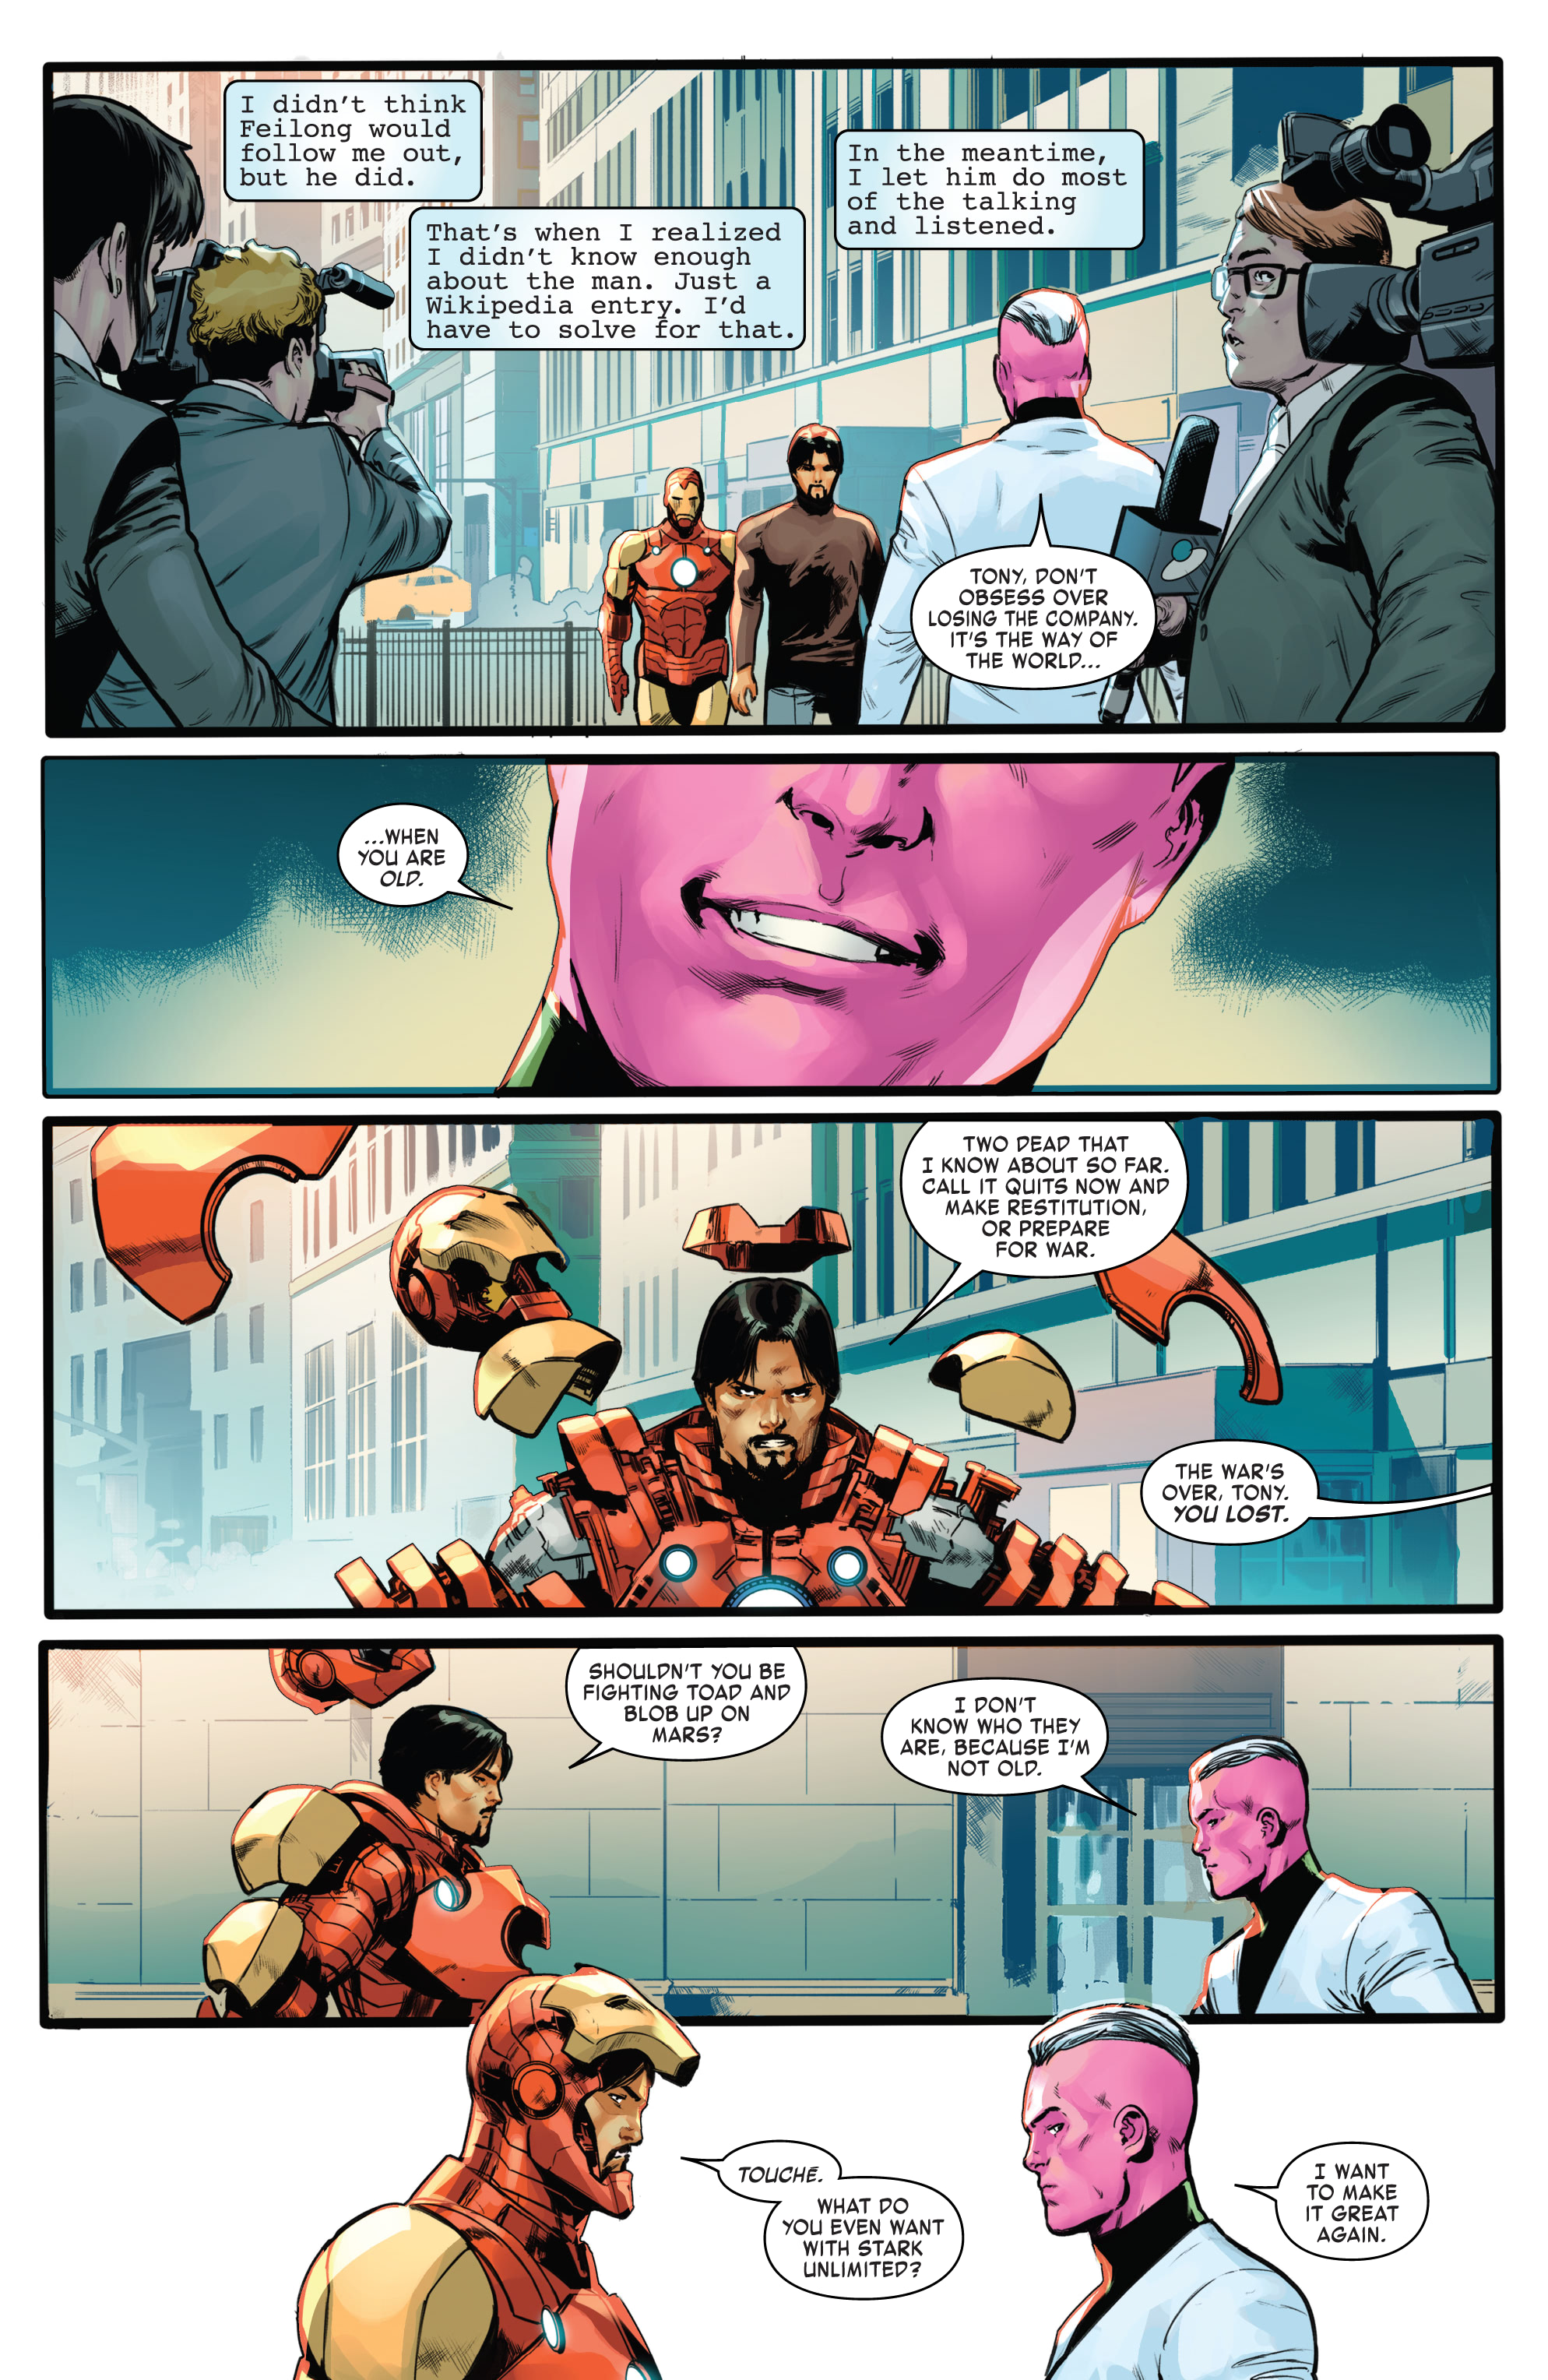 I didn't think
Feilong would
follow me out,
but he did.
That's when I realized
I didn't know enough
about the man. Just a
Wikipedia entry. I'd
have to solve for that.
In the meantime,
I let him do most
of the talking
and listened.
TONY, DON'T
OBSESS OVER
LOSING THE COMPANY.
IT'S THE WAY OF
THE WORLD...
...WHEN
YOU ARE
OLD.
TWO DEAD THAT
I KNOW ABOUT SO FAR.
CALL IT QUITS NOW AND
MAKE RESTITUTION,
OR PREPARE
FOR WAR.
THE WAR'S
OVER, TONY.
YOU LOST.
SHOULDN'T YOU BE
FIGHTING TOAD AND
BLOB UP ON
MARS?
I DON'T
KNOW WHO THEY
ARE, BECAUSE I'M
NOT OLD.
TOUCHÉ.
WHAT DO
YOU EVEN WANT
WITH STARK
UNLIMITED?
I WANT
TO MAKE
IT GREAT
AGAIN.